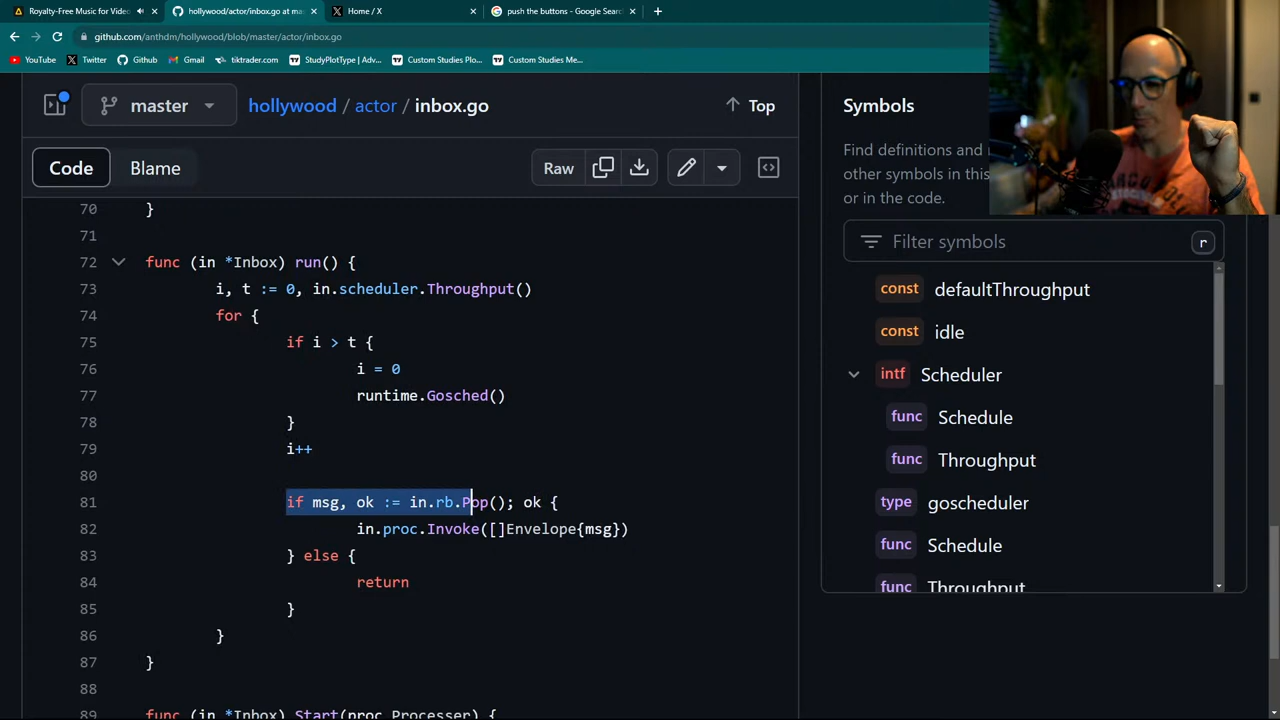 Royalty-Free Music for Video
hollywood/actor/inbox.go at ma
Home / X
push the buttons - Google Sear
github.com/anthdm/hollywood/blob/master/actor/inbox.go
YouTube
Twitter
Github
Gmail
tiktrader.com
StudyPlotType | Adv...
Custom Studies Plo...
Custom Studies Me...
master
hollywood / actor / inbox.go
Top
Code
Blame
Raw
70 }
71
72 func (in *Inbox) run() {
73 i, t := 0, in.scheduler.Throughput()
74 for {
75 if i > t {
76 i = 0
77 runtime.Gosched()
78 }
79 i++
80
81 if msg, ok := in.rb.Pop(); ok {
82 in.proc.Invoke([]Envelope{msg})
83 } else {
84 return
85 }
86 }
87 }
88
89 func (in *Inbox) Start(proc Processer) {
Symbols
Find definitions and
other symbols in this
or in the code.
Filter symbols
r
const defaultThroughput
const idle
intf Scheduler
func Schedule
func Throughput
type goscheduler
func Schedule
func Throughput